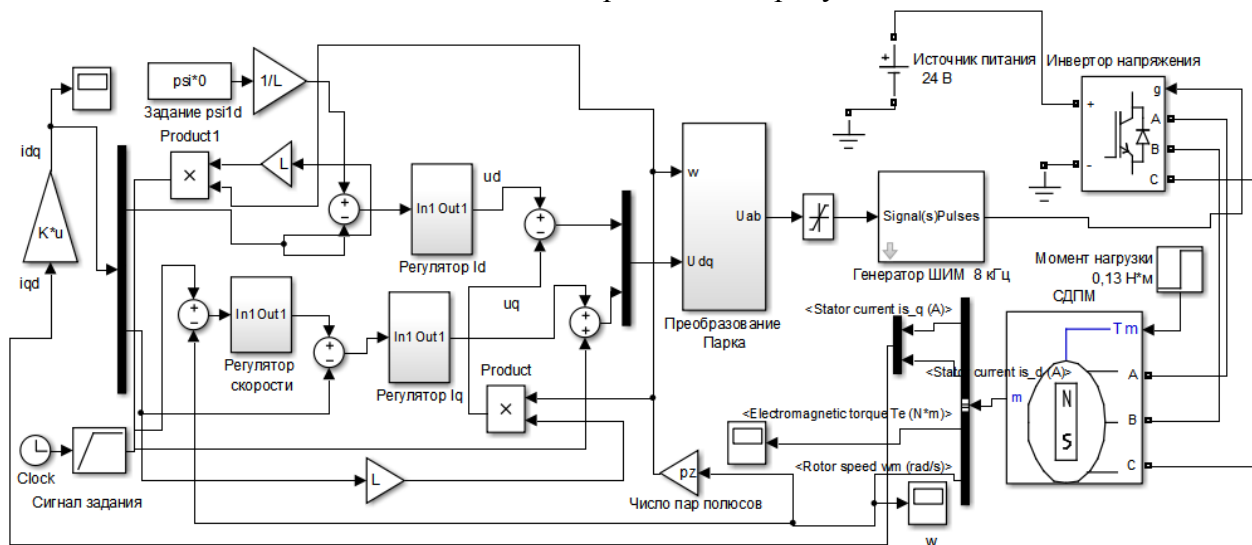 psi*0
1/L
Задание psi1d
Product1
×
L
idq
K*u
iqd
In1 Out1
ud
Регулятор Id
In1 Out1
Регулятор
скорости
In1 Out1
uq
Регулятор Iq
Product
×
L
Clock
Сигнал задания
w
Uab
Udq
Преобразование
Парка
Signal(s)Pulses
Генератор ШИМ 8 кГц
Источник питания
24 В
Инвертор напряжения
+
-
g
A
B
C
Момент нагрузки
0,13 Н*м
СДПМ
Tm
A
m
N
S
B
C
<Stator current is_q (A)>
<Stator current is_d (A)>
<Electromagnetic torque Te (N*m)>
<Rotor speed wm (rad/s)>
pz
Число пар полюсов
w